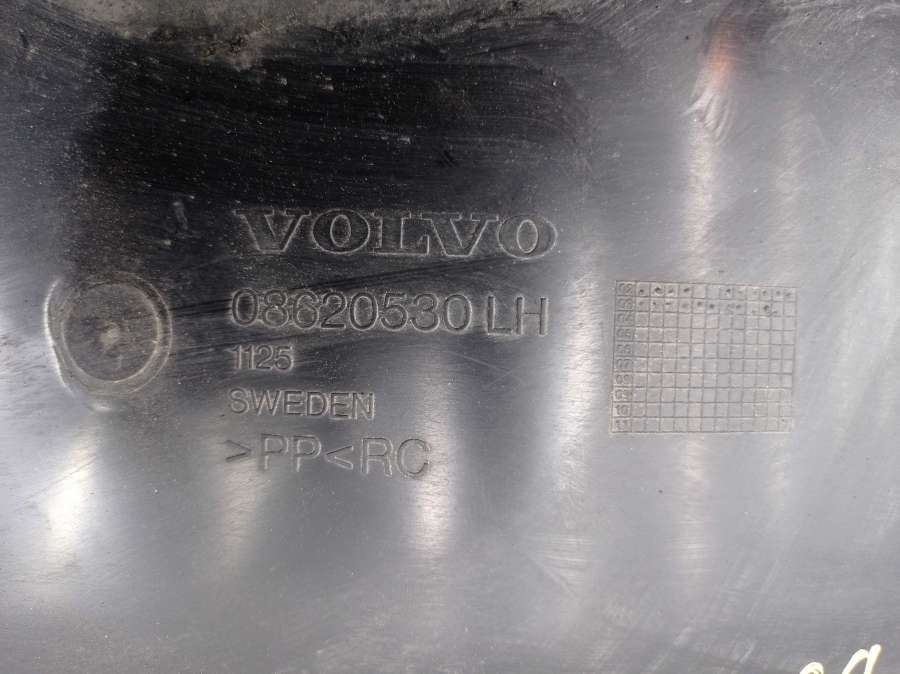 VOLVO
08620530 LH
1125
SWEDEN
>PP<RC